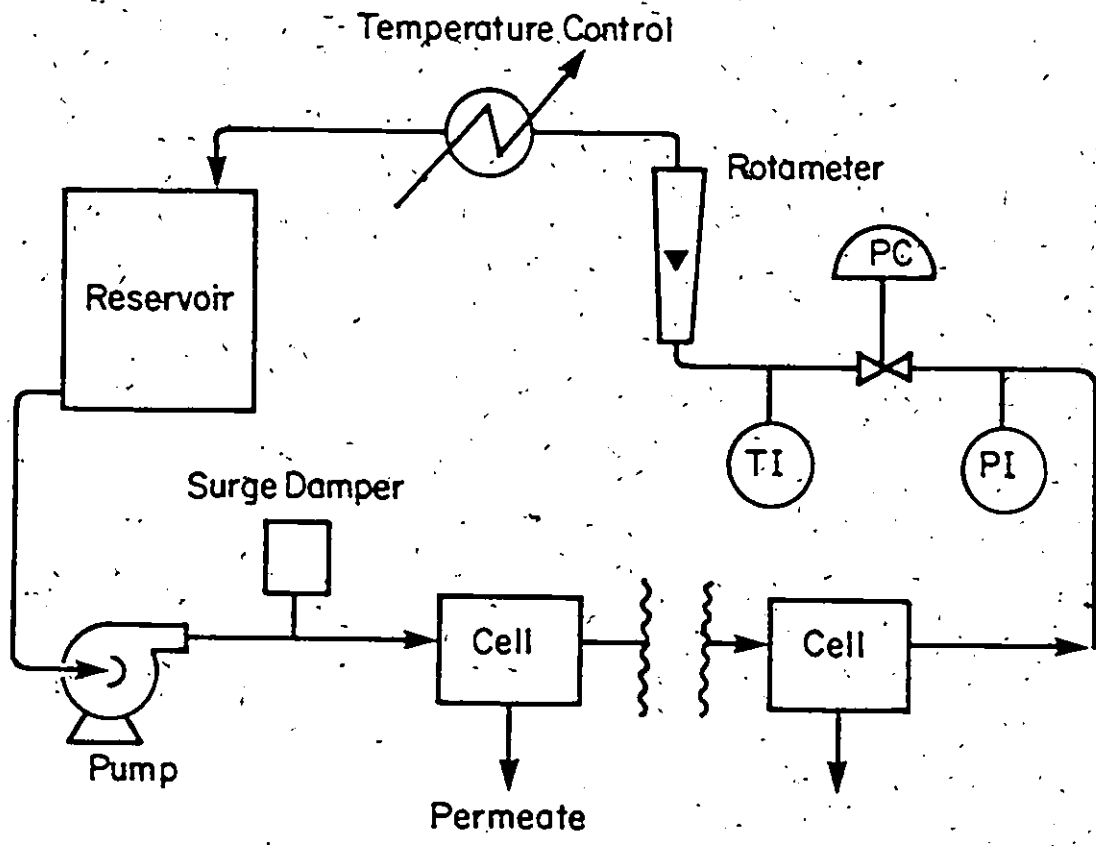 Temperature Control
Rotameter
PC
Reservoir
TI
PI
Surge Damper
Cell
Cell
Pump
Permeate